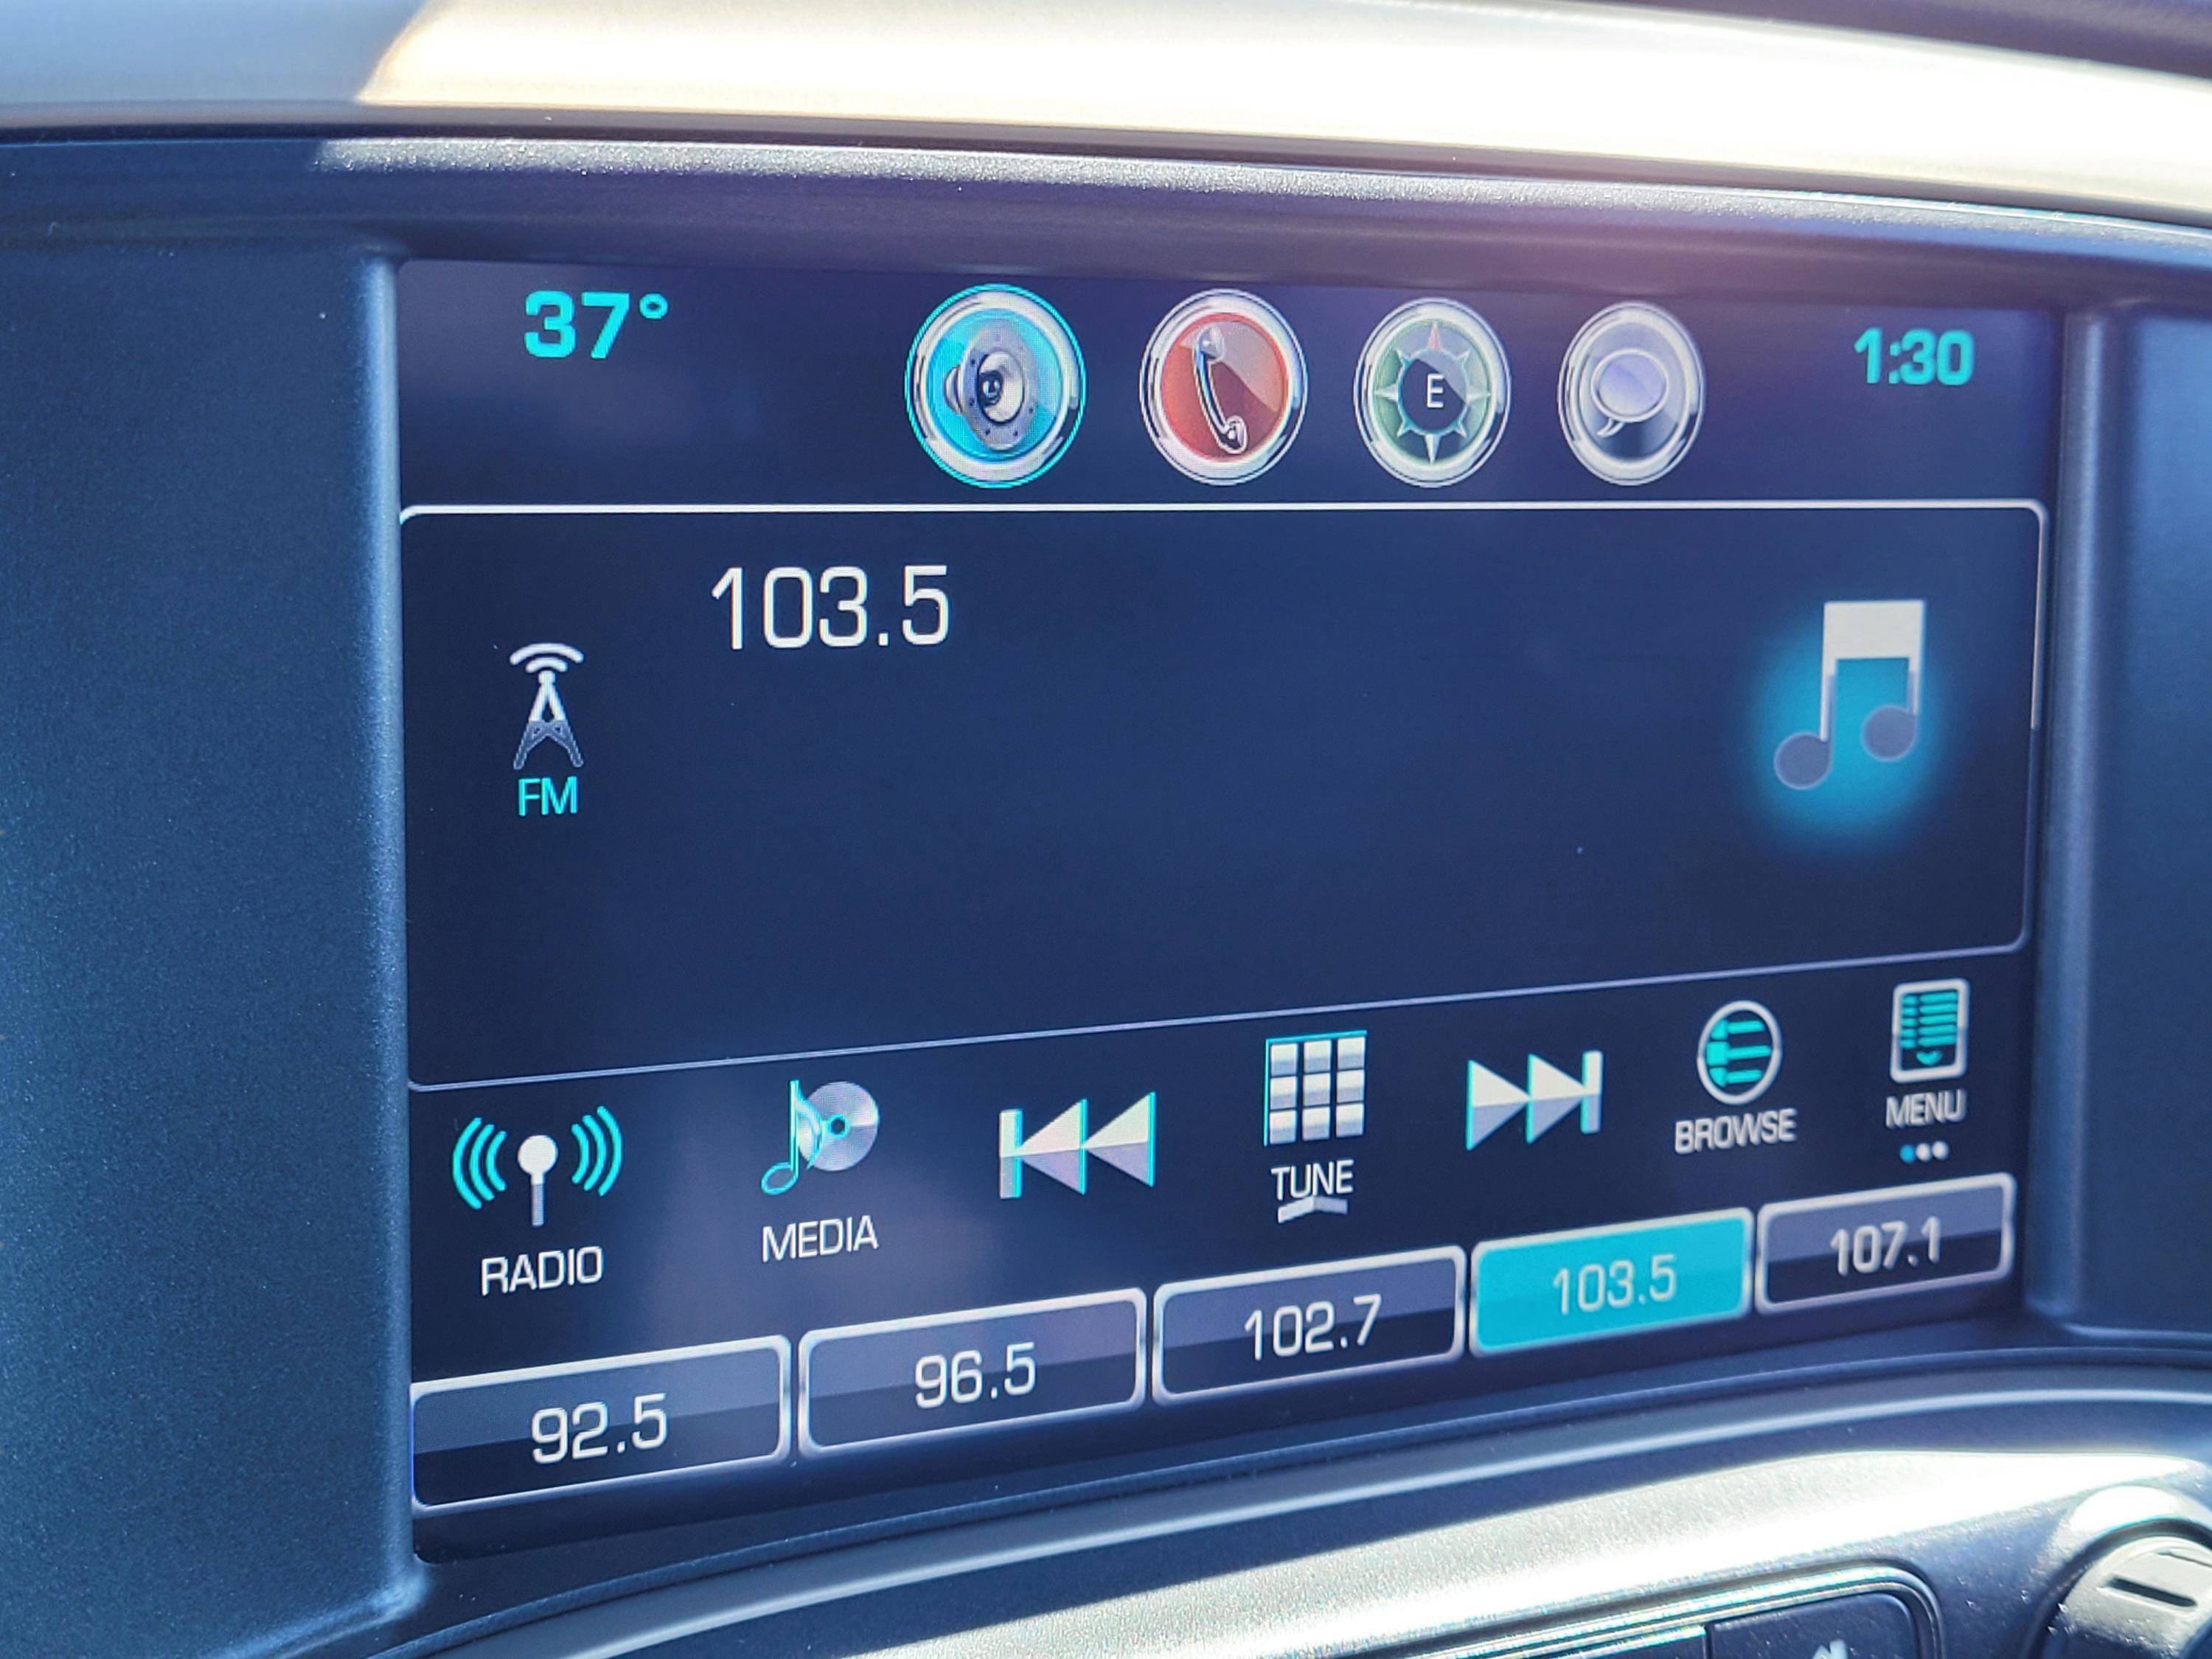 37°
E
1:30
103.5
FM
RADIO
MEDIA
TUNE
BROWSE
MENU
92.5
96.5
102.7
103.5
107.1